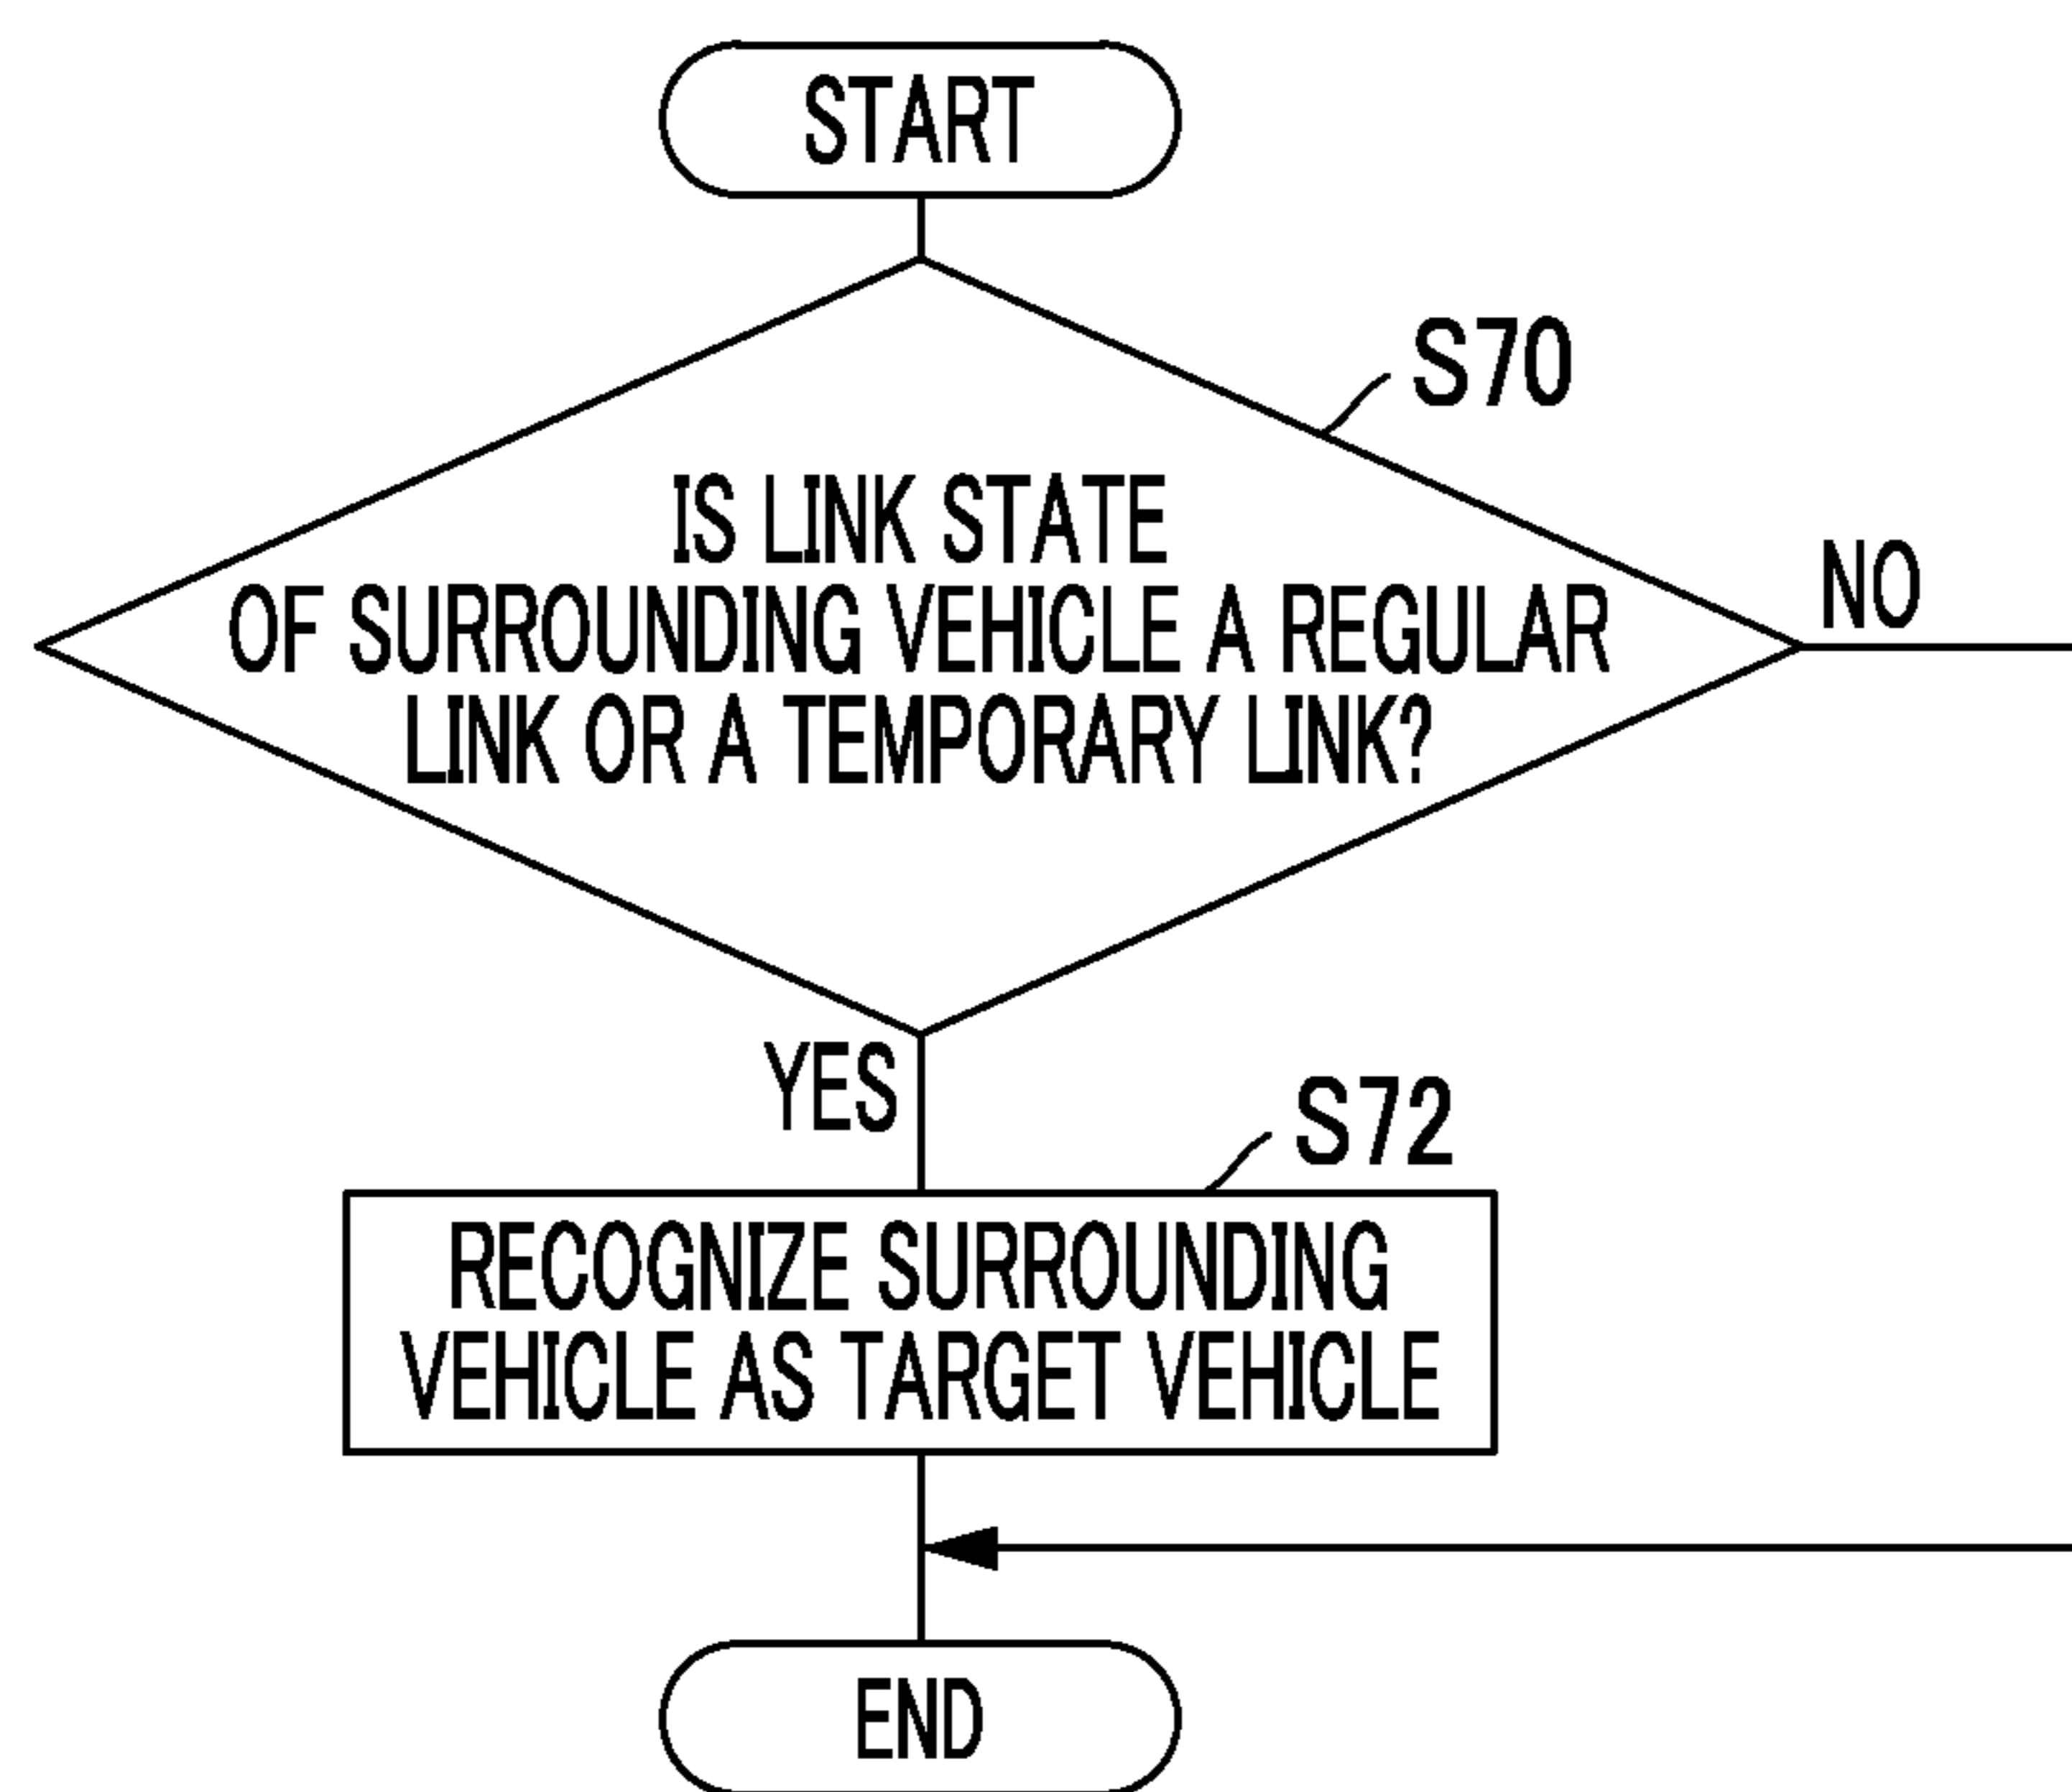 START
S70
IS LINK STATE
OF SURROUNDING VEHICLE A REGULAR
LINK OR A TEMPORARY LINK?
NO
YES
S72
RECOGNIZE SURROUNDING
VEHICLE AS TARGET VEHICLE
END